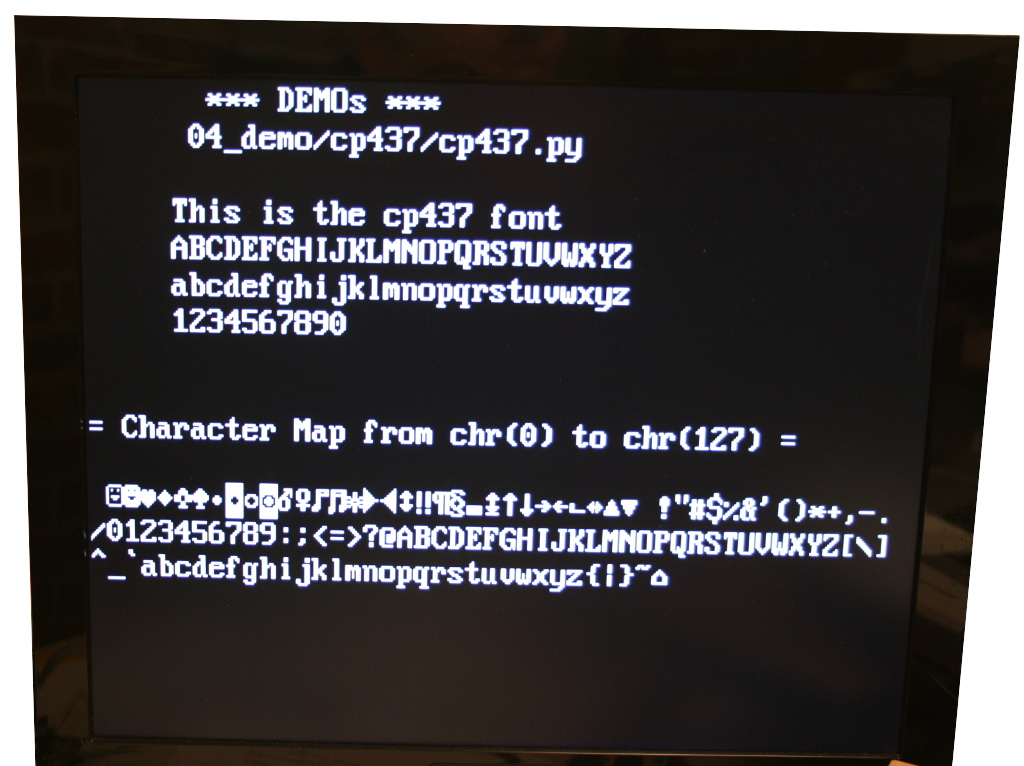 *** DEMOs ***
04_demo/cp437/cp437.py
This is the cp437 font
ABCDEFGHIJKLMNOPQRSTUVWXYZ
abcdefghijklmnopqrstuvwxyz
1234567890
= Character Map from chr(0) to chr(127) =
☺☻♥♦♣♠•◘○◙♂♀♪♫☼►◄↕‼¶§▬↨↑↓→←∟↔▲▼ !"#$%&'()*+,-.
/0123456789:;<=>?@ABCDEFGHIJKLMNOPQRSTUVWXYZ[\]
^_`abcdefghijklmnopqrstuvwxyz{|}~⌂